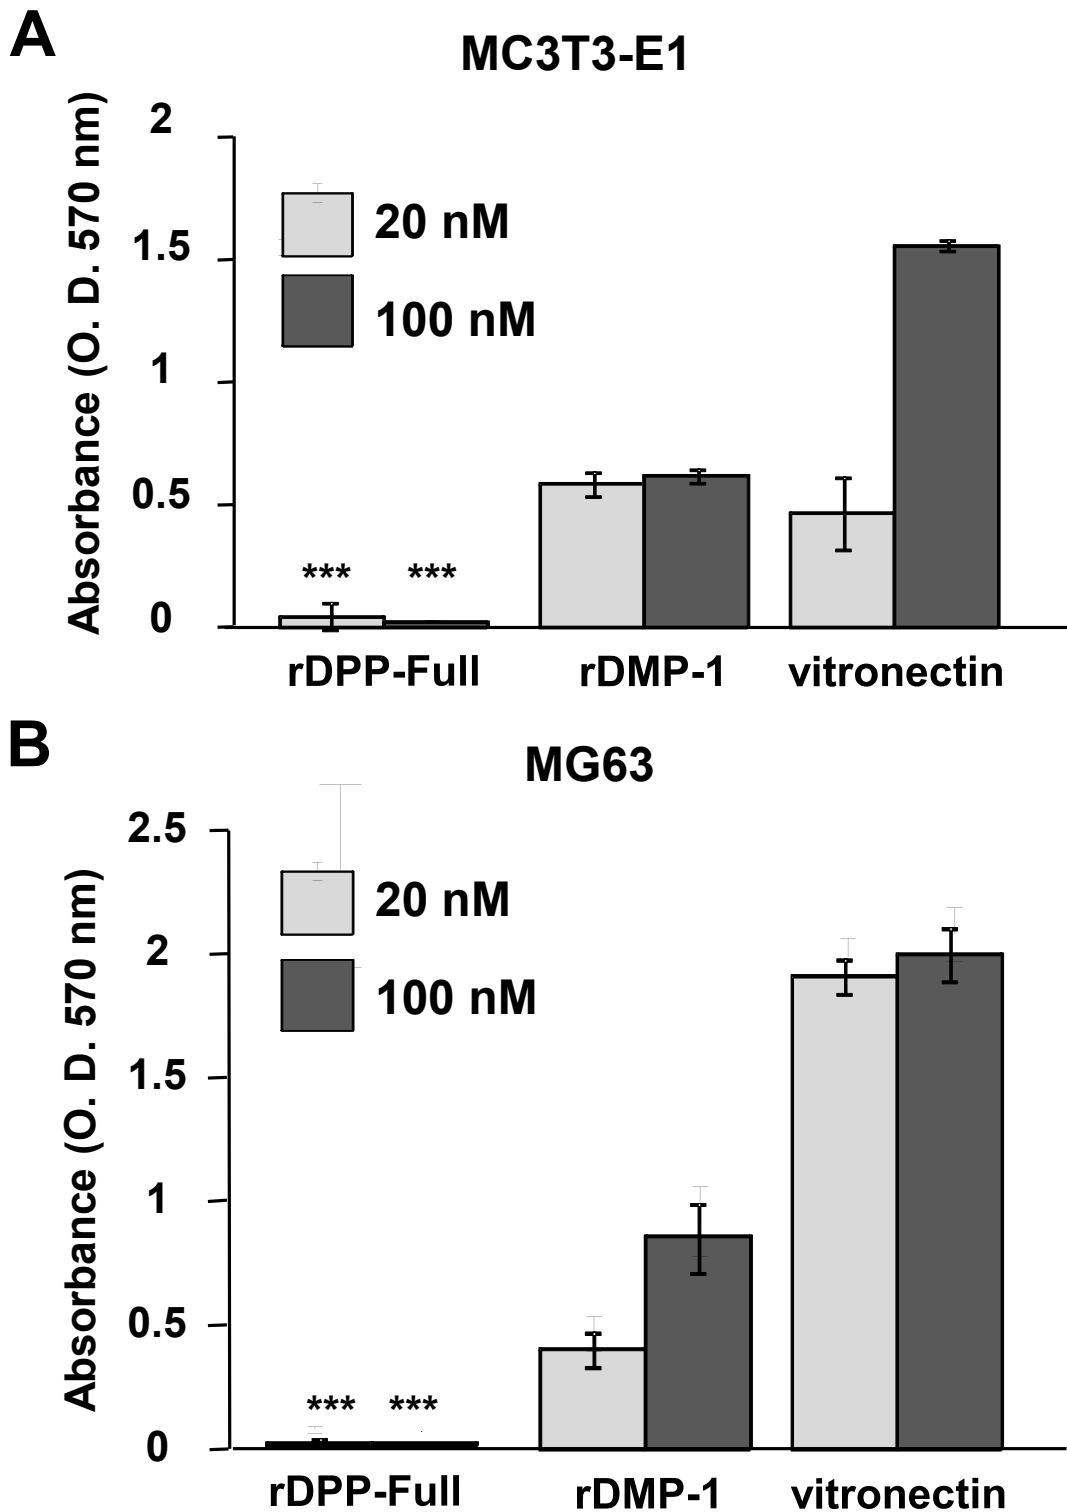 A
MC3T3-E1
Absorbance (O. D. 570 nm)
2
1.5
1
0.5
0
20 nM
100 nM
*** ***
rDPP-Full rDMP-1 vitronectin
B
MG63
Absorbance (O. D. 570 nm)
2.5
2
1.5
1
0.5
0
20 nM
100 nM
*** ***
rDPP-Full rDMP-1 vitronectin